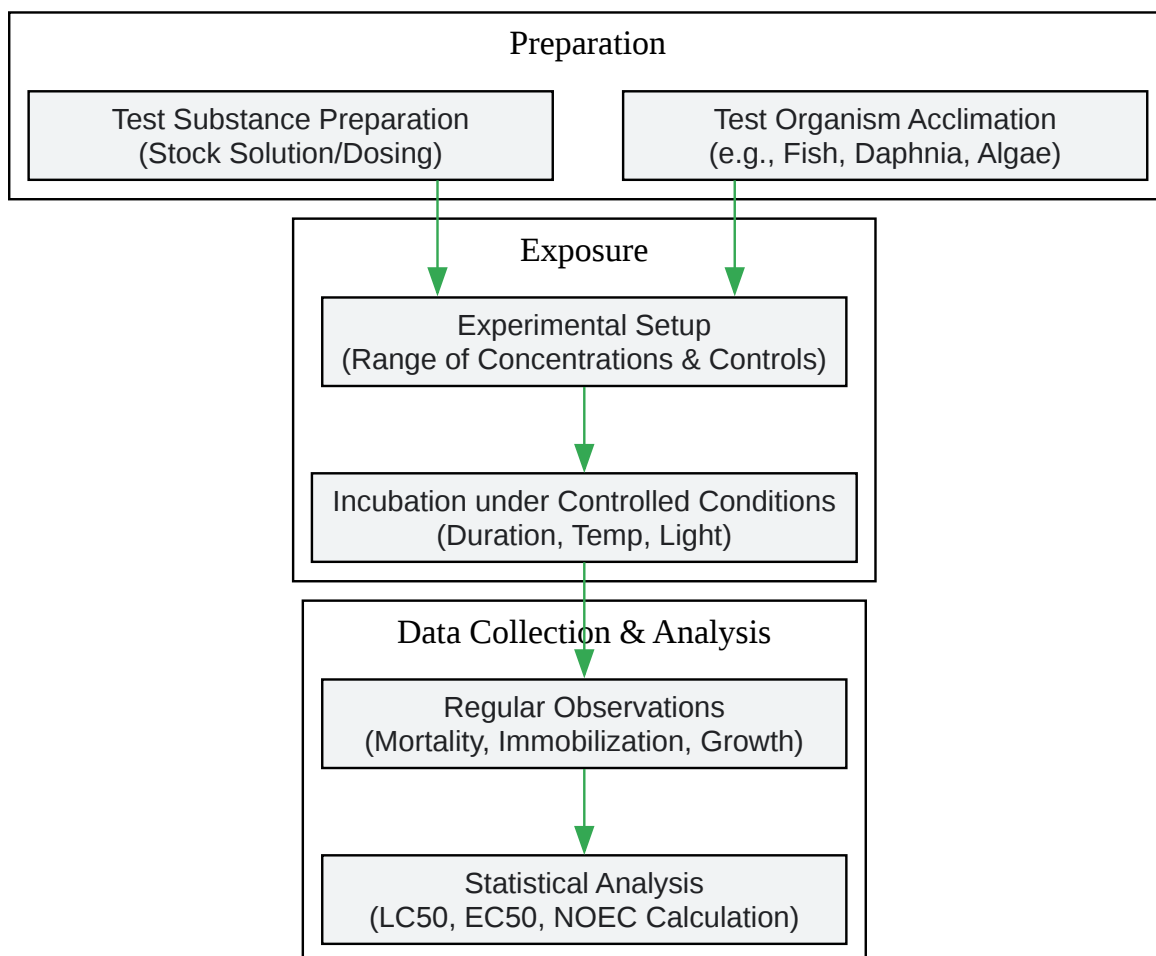 Preparation
Test Substance Preparation
(Stock Solution/Dosing)
Test Organism Acclimation
(e.g., Fish, Daphnia, Algae)
Exposure
Experimental Setup
(Range of Concentrations & Controls)
Incubation under Controlled Conditions
(Duration, Temp, Light)
Data Collection & Analysis
Regular Observations
(Mortality, Immobilization, Growth)
Statistical Analysis
(LC50, EC50, NOEC Calculation)